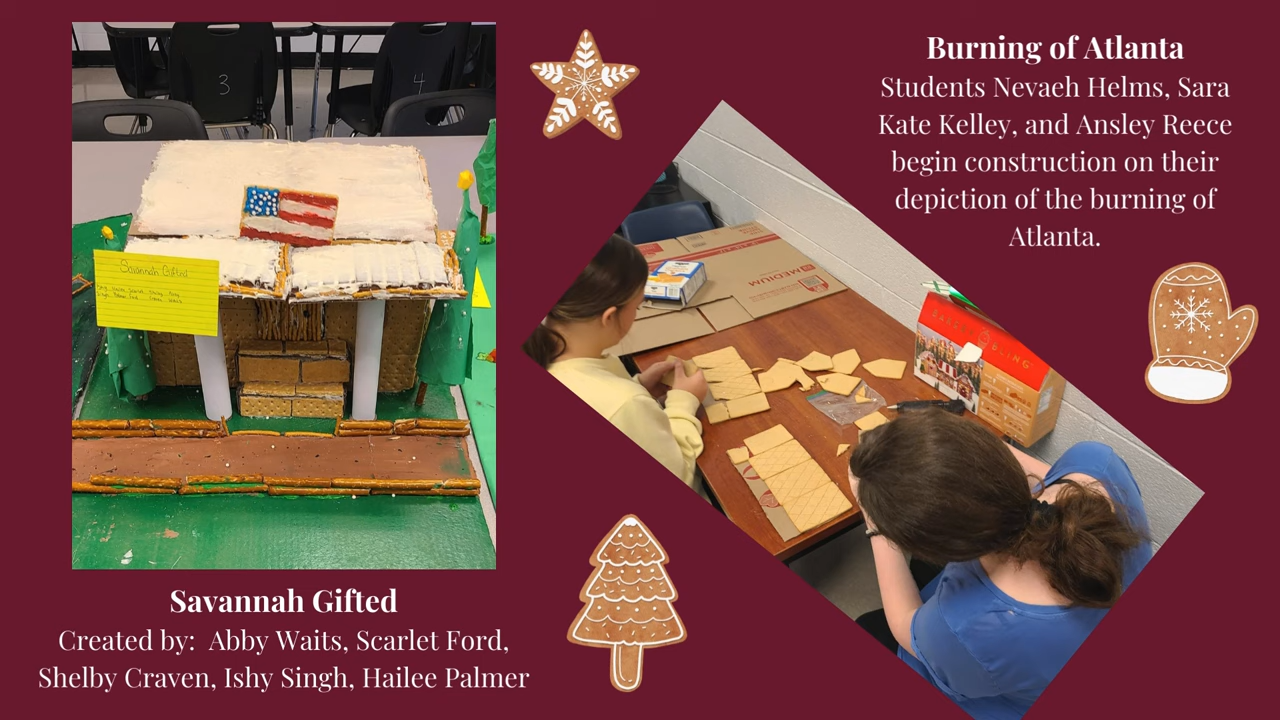 Burning of Atlanta
Students Nevaeh Helms, Sara
Kate Kelley, and Ansley Reece
begin construction on their
depiction of the burning of
Atlanta.
3
4
Savannah Gifted
MEDIUM
Savannah Gifted
Created by: Abby Waits, Scarlet Ford,
Shelby Craven, Ishy Singh, Hailee Palmer